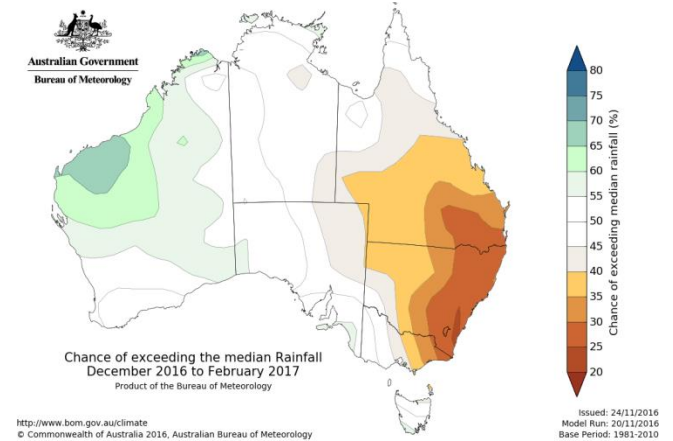 Australian Government
Bureau of Meteorology
80
75
70
65
60
55
50
45
40
35
30
25
20
Chance of exceeding median rainfall (%)
Chance of exceeding the median Rainfall
December 2016 to February 2017
Product of the Bureau of Meteorology
http://www.bom.gov.au/climate
© Commonwealth of Australia 2016, Australian Bureau of Meteorology
Issued: 24/11/2016
Model Run: 20/11/2016
Base Period: 1981-2010